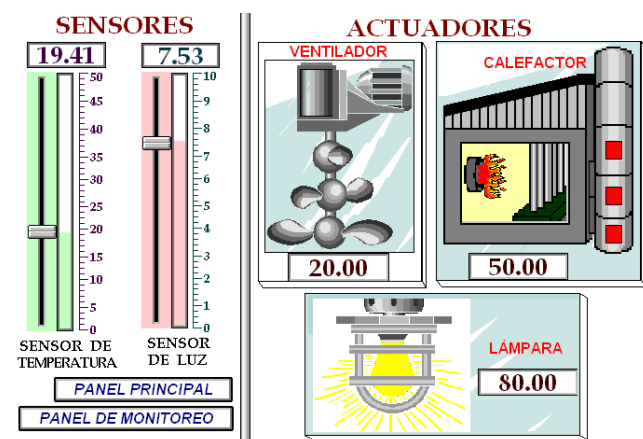 SENSORES
19.41
7.53
50
45
40
35
30
25
20
15
10
5
0
10
9
8
7
6
5
4
3
2
1
0
SENSOR DE
TEMPERATURA
SENSOR
DE LUZ
PANEL PRINCIPAL
PANEL DE MONITOREO
ACTUADORES
VENTILADOR
20.00
CALEFACTOR
50.00
LÁMPARA
80.00